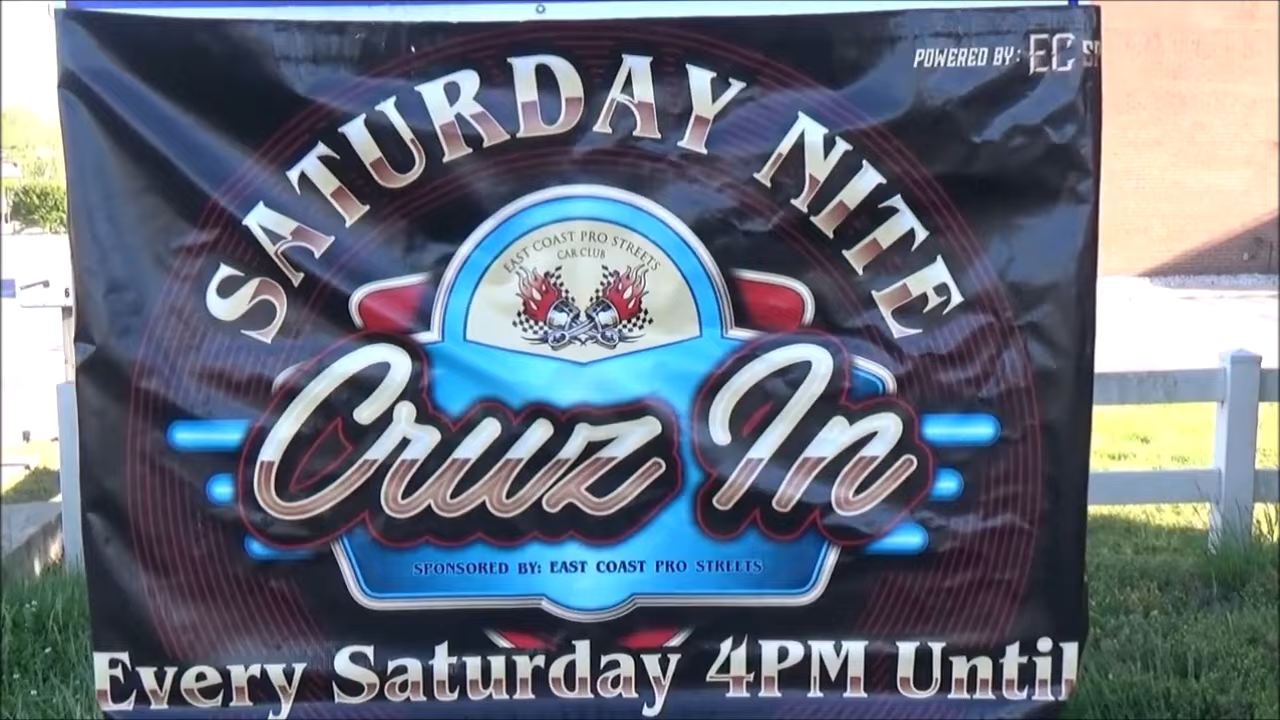 POWERED BY: EC
SATURDAY NITE
EAST COAST PRO STREETS
CAR CLUB
Cruz In
SPONSORED BY: EAST COAST PRO STREETS
Every Saturday 4PM Until